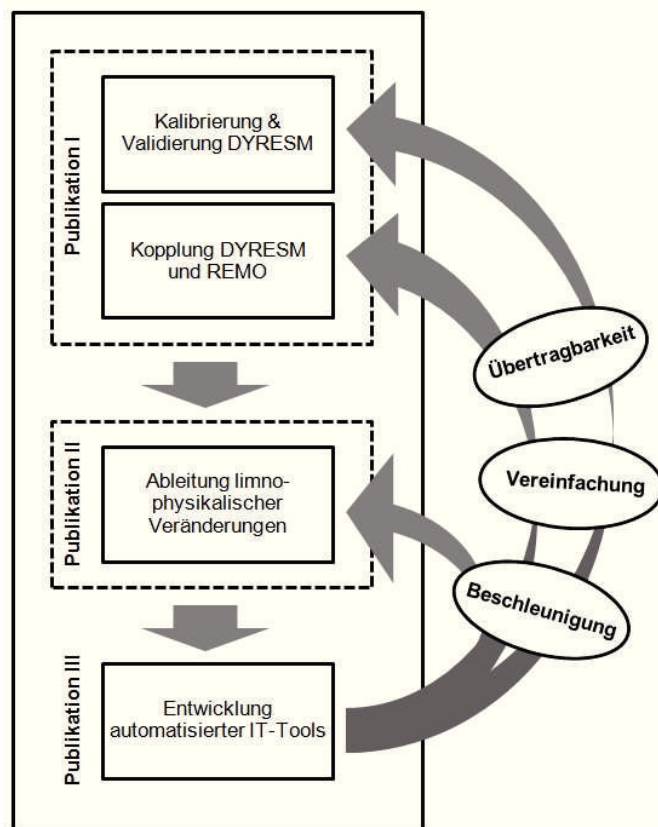 Publikation I
Kalibrierung &
Validierung DYRESM
Kopplung DYRESM
und REMO
Publikation II
Ableitung limno-
physikalischer
Veränderungen
Publikation III
Entwicklung
automatisierter IT-Tools
Übertragbarkeit
Vereinfachung
Beschleunigung